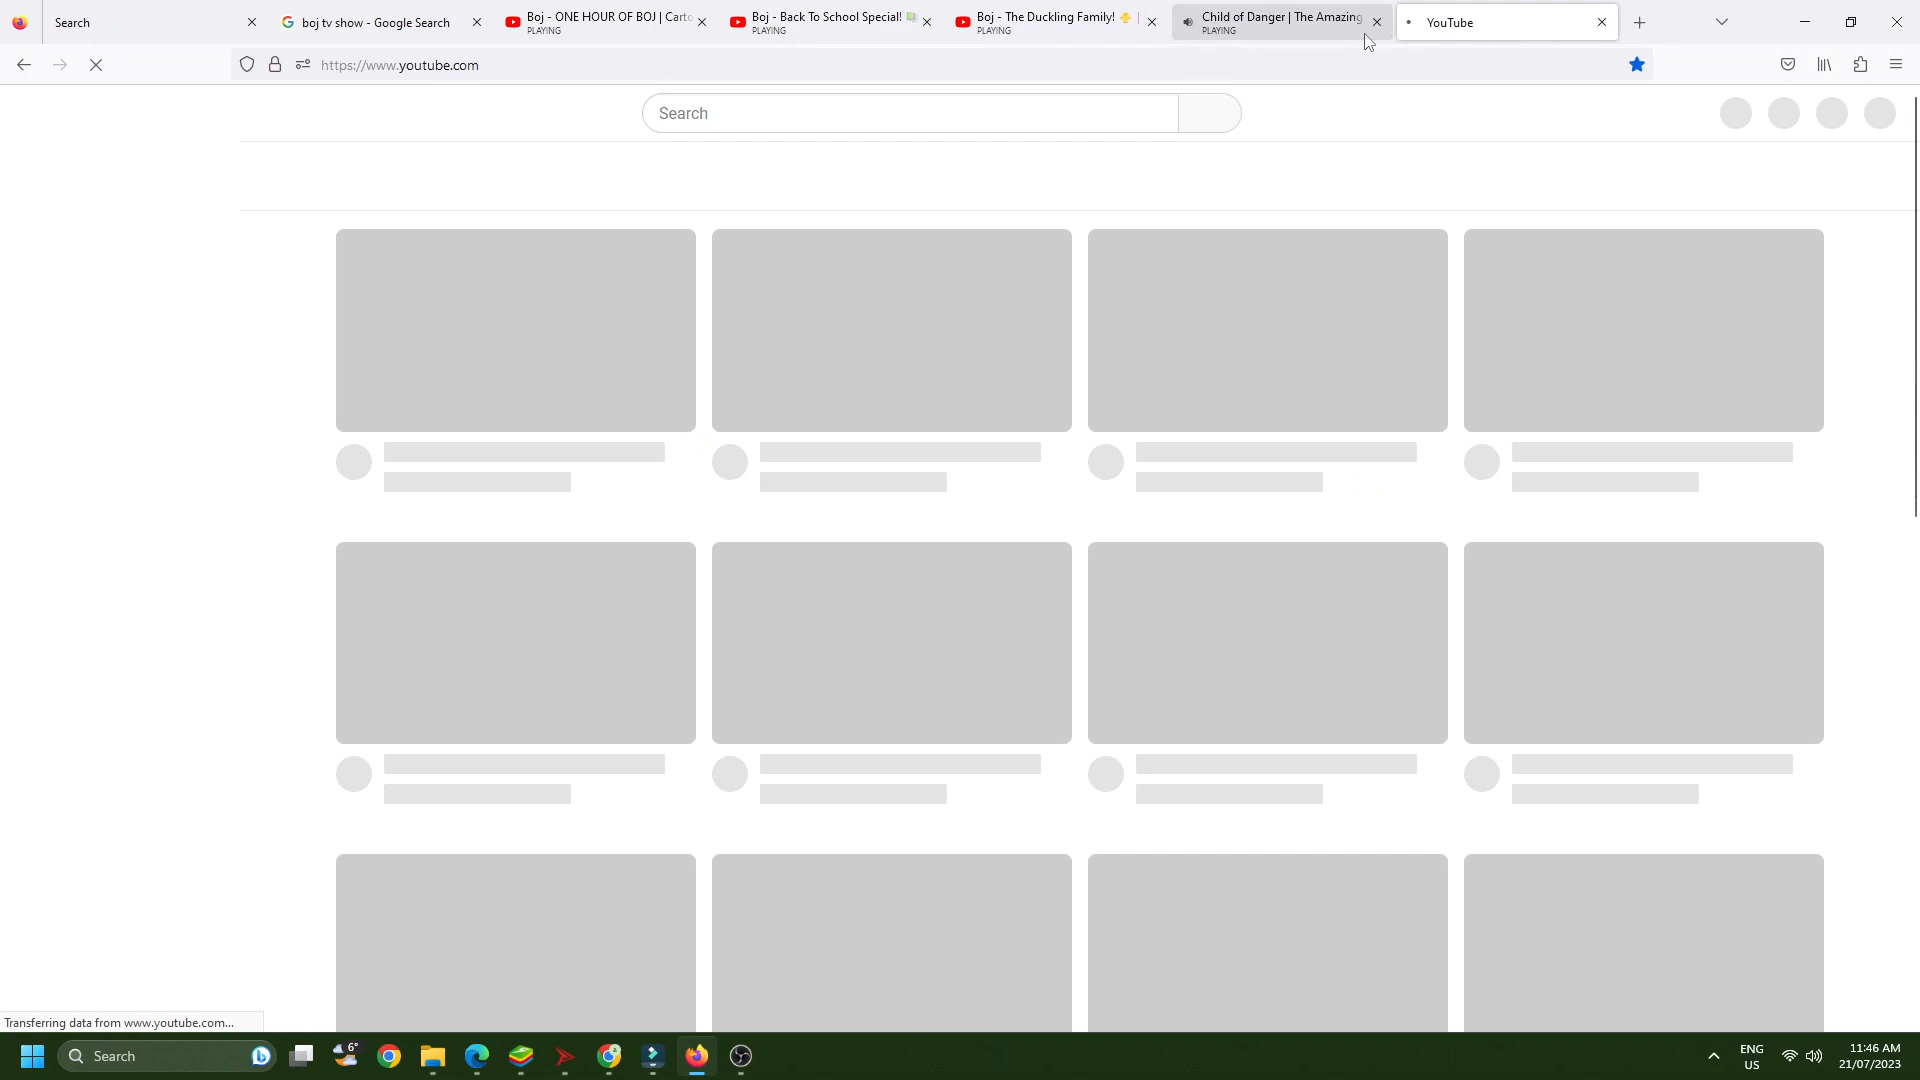 Search
boj tv show - Google Search
Boj - ONE HOUR OF BOJ | Carto
PLAYING
Boj - Back To School Special!
PLAYING
Boj - The Duckling Family! 🐥 |
PLAYING
Child of Danger | The Amazing
PLAYING
YouTube
https://www.youtube.com
Search
Transferring data from www.youtube.com...
Search
6°
ENG
US
11:46 AM
21/07/2023